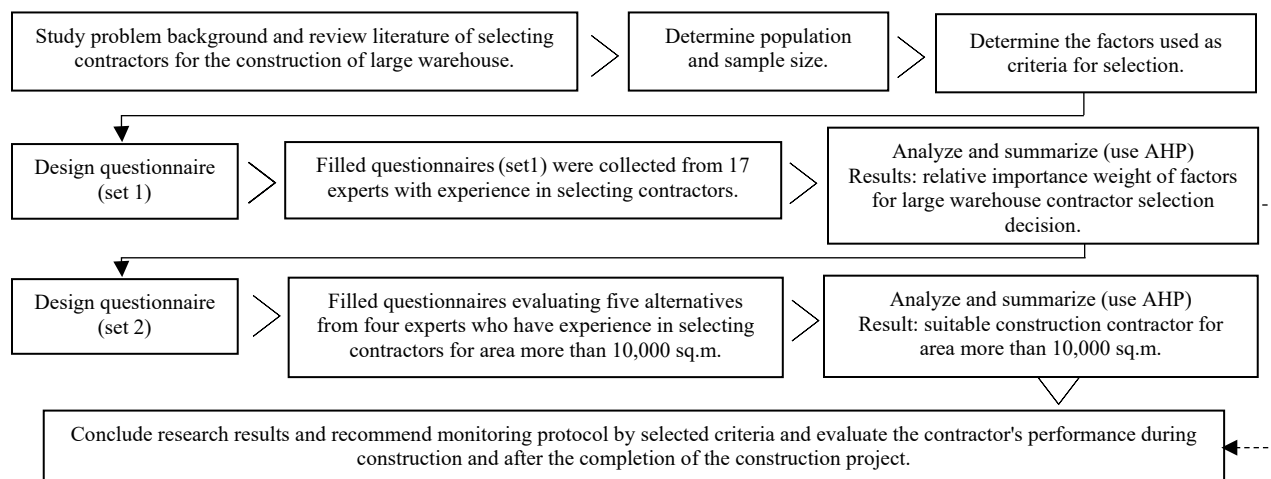 Study problem background and review literature of selecting
contractors for the construction of large warehouse.
Determine population
and sample size.
Determine the factors used as
criteria for selection.
Design questionnaire
(set 1)
Filled questionnaires (set1) were collected from 17
experts with experience in selecting contractors.
Analyze and summarize (use AHP)
Results: relative importance weight of factors
for large warehouse contractor selection
decision.
Design questionnaire
(set 2)
Filled questionnaires evaluating five alternatives
from four experts who have experience in selecting
contractors for area more than 10,000 sq.m.
Analyze and summarize (use AHP)
Result: suitable construction contractor for
area more than 10,000 sq.m.
Conclude research results and recommend monitoring protocol by selected criteria and evaluate the contractor's performance during
construction and after the completion of the construction project.